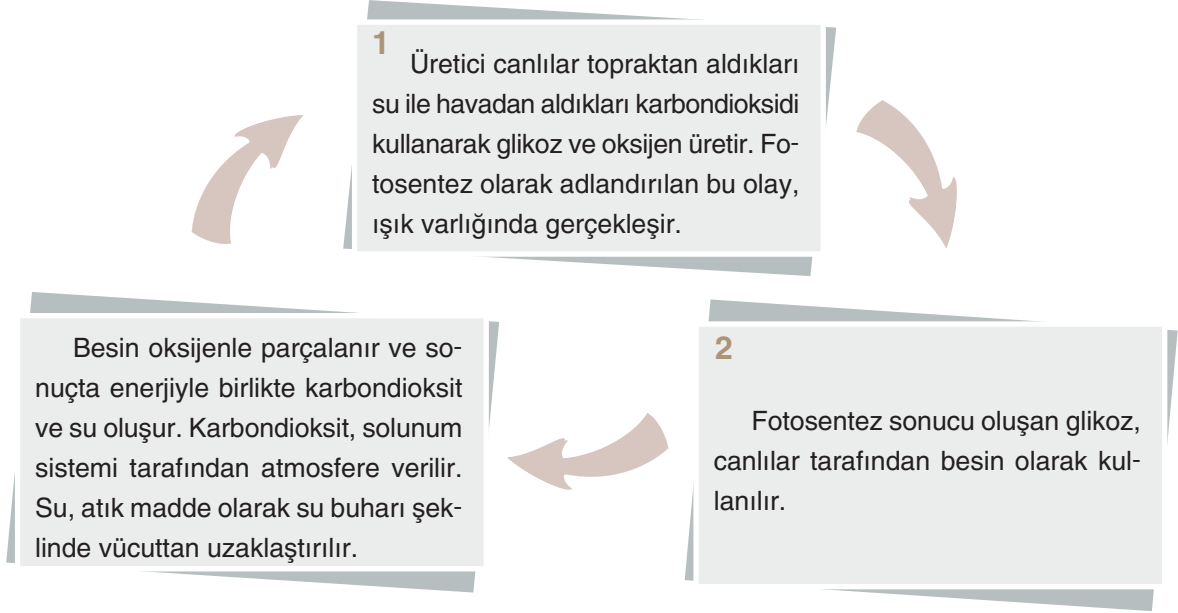 1
Üretici canlılar topraktan aldıkları
su ile havadan aldıkları karbondioksidi
kullanarak glikoz ve oksijen üretir. Fo-
tosentez olarak adlandırılan bu olay,
ışık varlığında gerçekleşir.
2
Fotosentez sonucu oluşan glikoz,
canlılar tarafından besin olarak kul-
lanılır.
Besin oksijenle parçalanır ve so-
nuçta enerjiyle birlikte karbondioksit
ve su oluşur. Karbondioksit, solunum
sistemi tarafından atmosfere verilir.
Su, atık madde olarak su buharı şek-
linde vücuttan uzaklaştırılır.